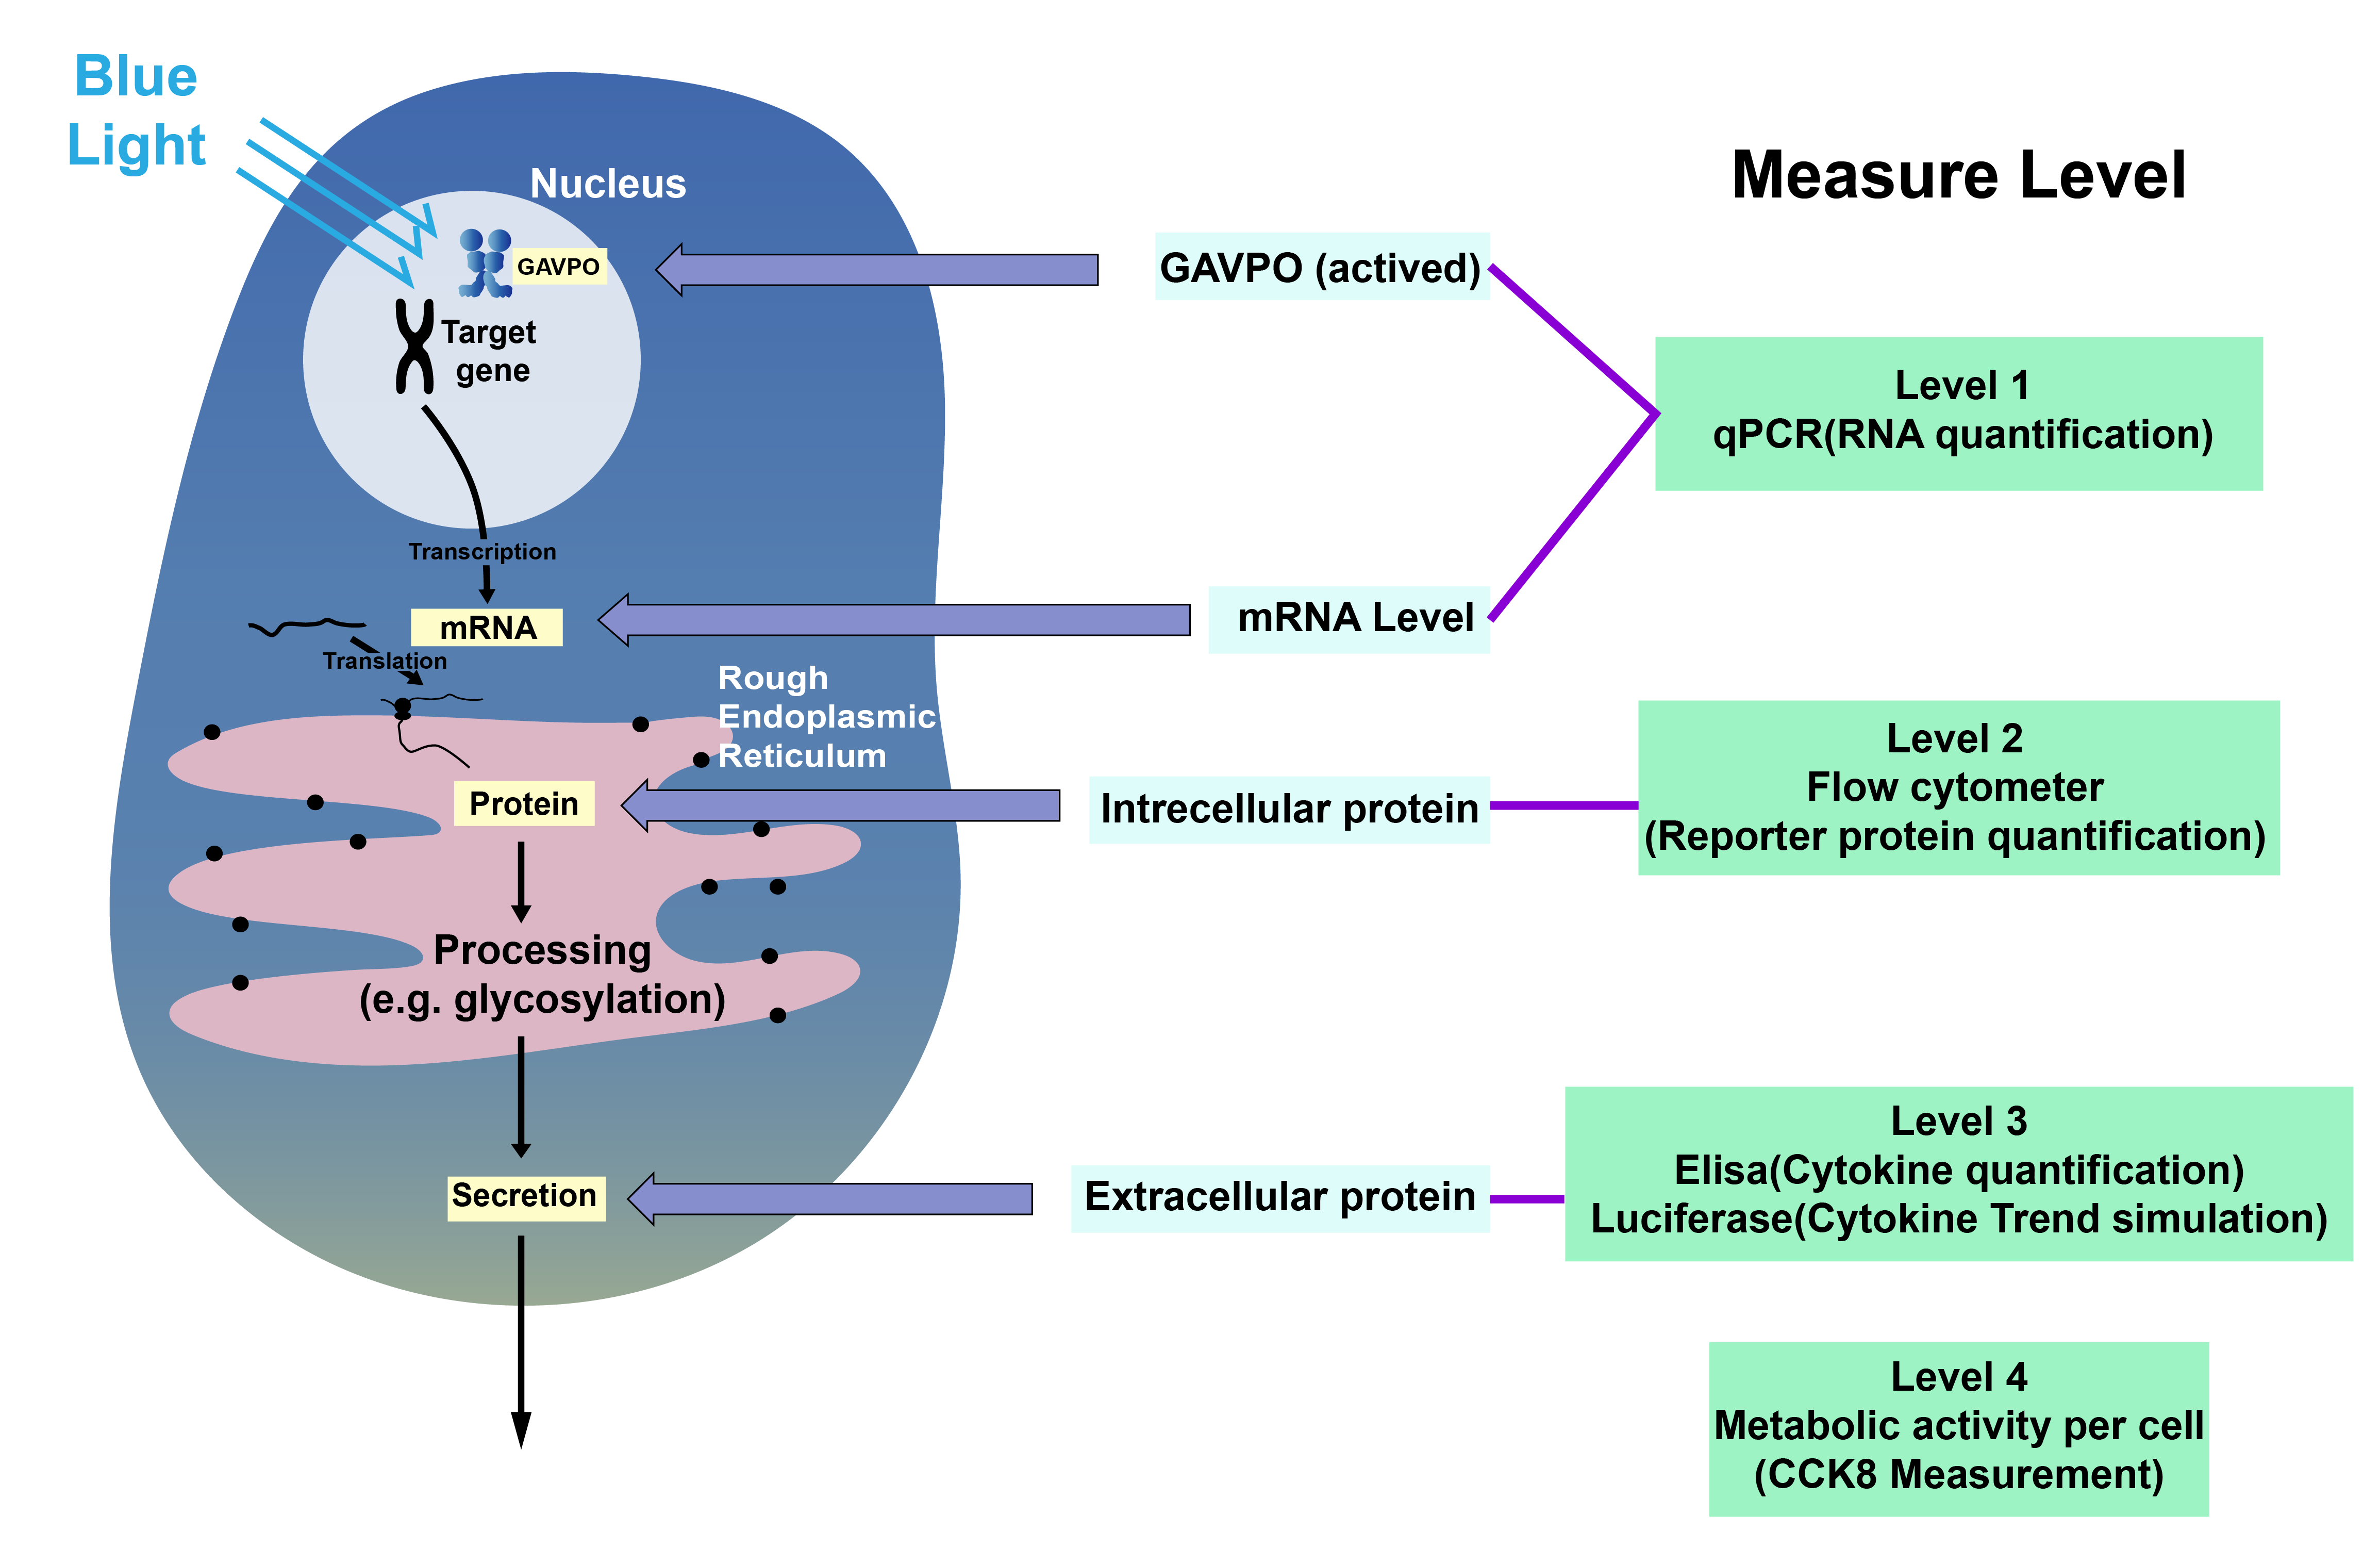 Blue
Light
Nucleus
GAVPO
Target
gene
Transcription
mRNA
Translation
Rough
Endoplasmic
Reticulum
Protein
Processing
(e.g. glycosylation)
Secretion
GAVPO (actived)
mRNA Level
Intrecellular protein
Extracellular protein
Measure Level
Level 1
qPCR(RNA quantification)
Level 2
Flow cytometer
(Reporter protein quantification)
Level 3
Elisa(Cytokine quantification)
Luciferase(Cytokine Trend simulation)
Level 4
Metabolic activity per cell
(CCK8 Measurement)